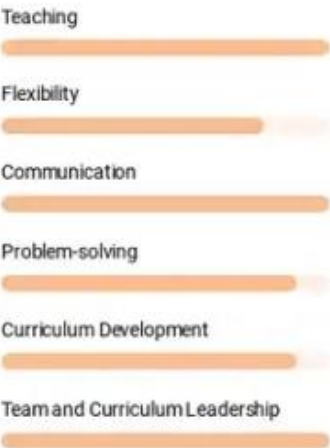 Teaching
Flexibility
Communication
Problem-solving
Curriculum Development
Team and Curriculum Leadership